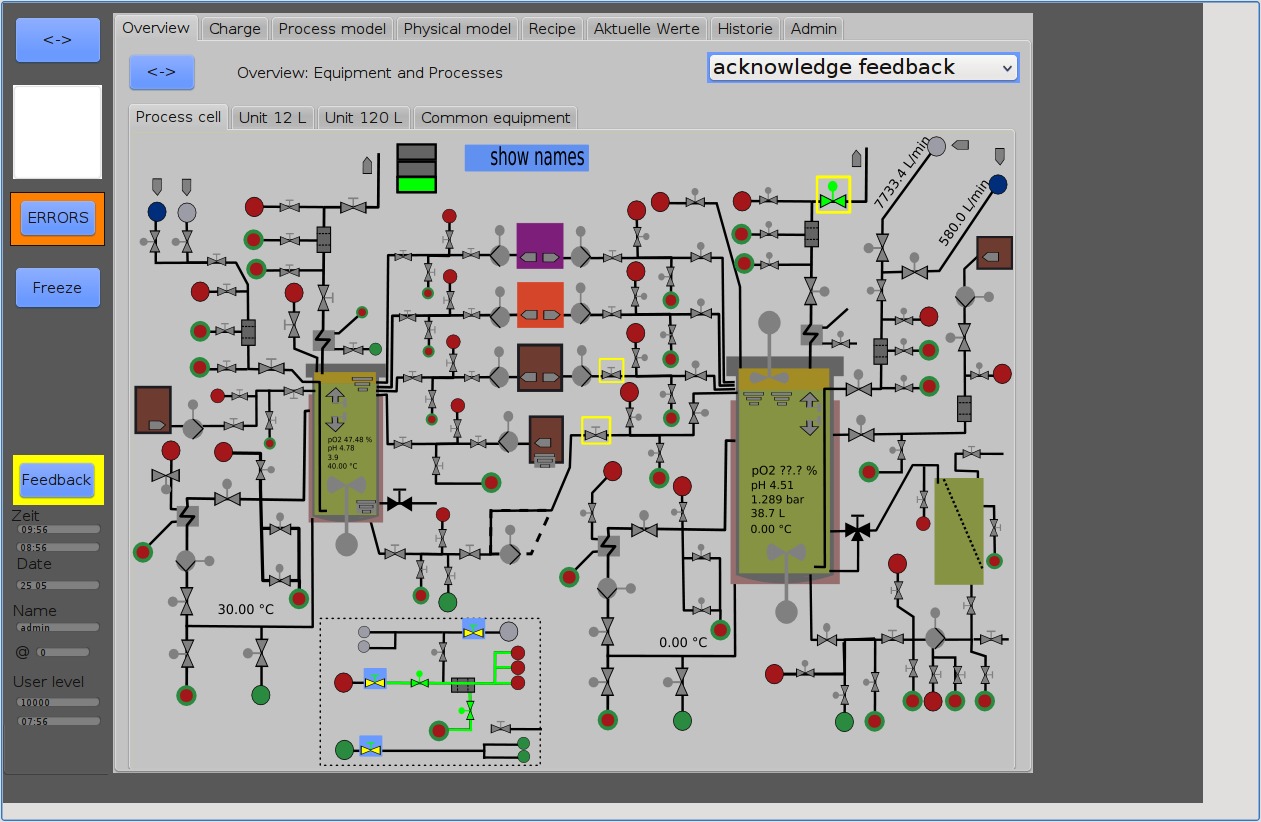 <->
Overview
Charge
Process model
Physical model
Recipe
Aktuelle Werte
Historie
Admin
<->
Overview: Equipment and Processes
acknowledge feedback
Process cell
Unit 12 L
Unit 120 L
Common equipment
show names
7733.4 L/min
580.0 L/min
ERRORS
Freeze
Feedback
Zeit
09:56
08:56
Date
25 05
Name
admin
@ 0
User level
10000
07:56
pO2 47.48 %
pH 4.78
3.9
40.00 °C
pO2 ??.? %
pH 4.51
1.289 bar
38.7 L
0.00 °C
30.00 °C
0.00 °C